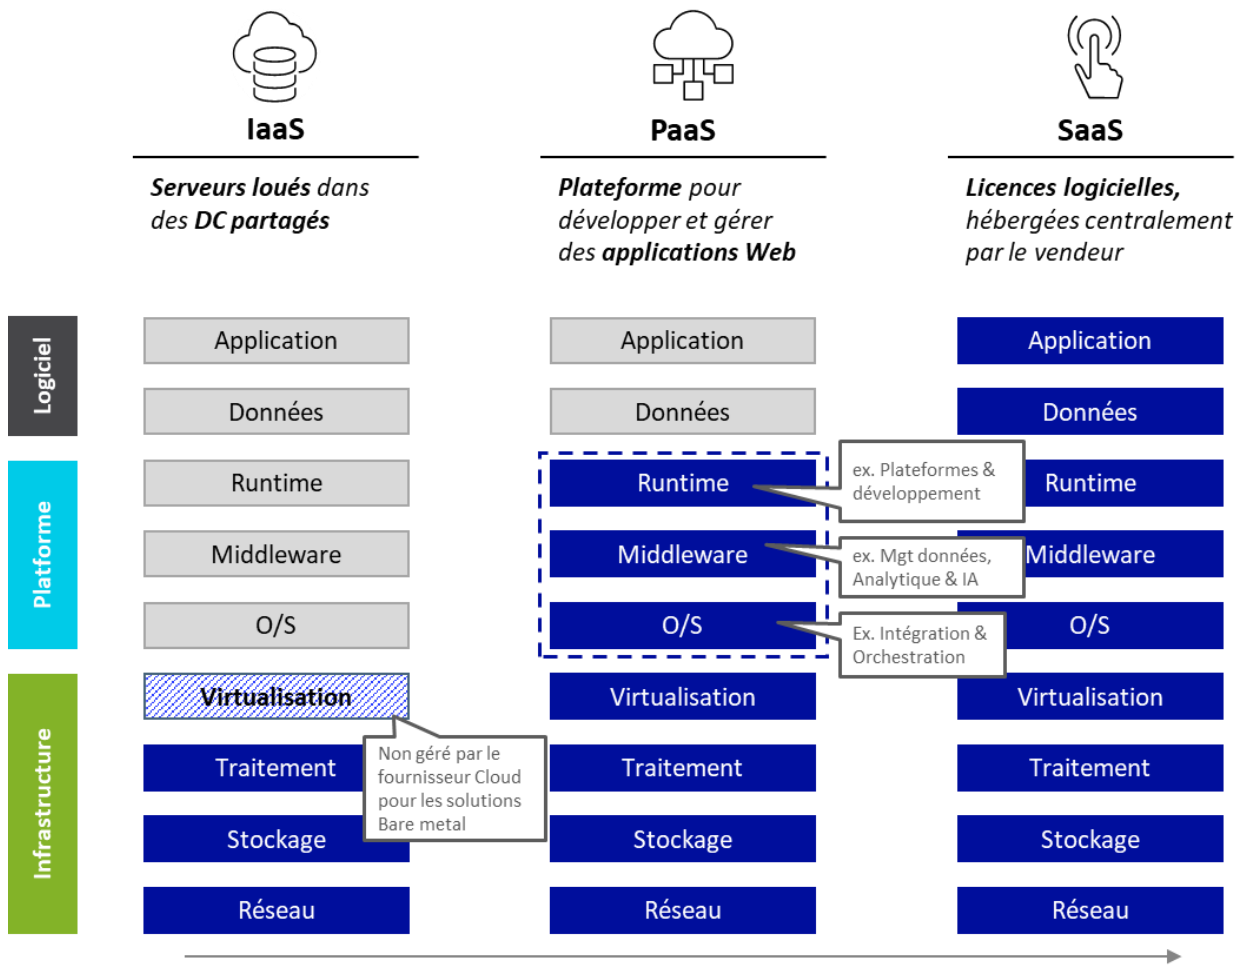 IaaS
PaaS
SaaS
Serveurs loués dans
des DC partagés
Plateforme pour
développer et gérer
des applications Web
Licences logicielles,
hébergées centralement
par le vendeur
Logiciel
Application
Application
Application
Données
Données
Données
Platforme
Runtime
Runtime
ex. Plateformes &
développement
Runtime
Middleware
Middleware
ex. Mgt données,
Analytique & IA
Middleware
O/S
O/S
Ex. Intégration &
Orchestration
O/S
Infrastructure
Virtualisation
Virtualisation
Virtualisation
Non géré par le
fournisseur Cloud
pour les solutions
Bare metal
Traitement
Traitement
Traitement
Stockage
Stockage
Stockage
Réseau
Réseau
Réseau